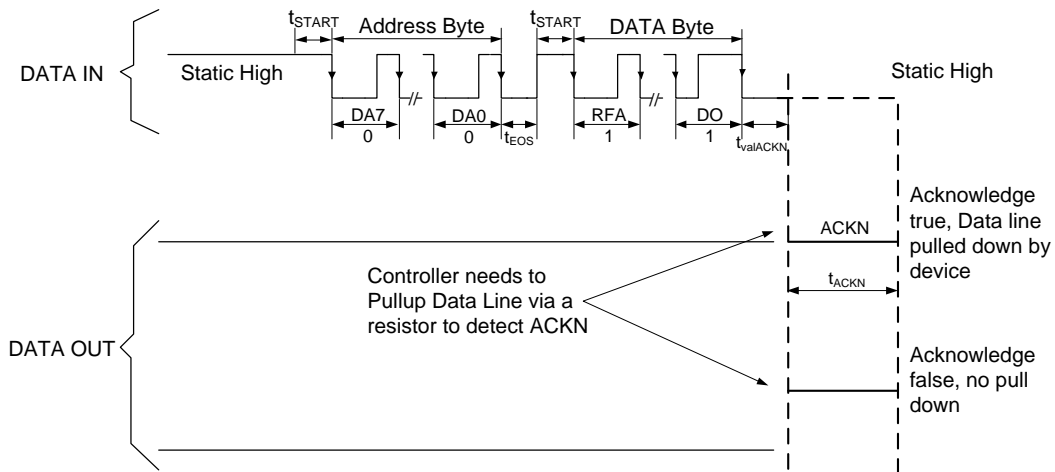 tSTART
Address Byte
tSTART
DATA Byte
DATA IN
Static High
Static High
DA7
0
DA0
0
tEOS
RFA
1
DO
1
tvalACKN
ACKN
Acknowledge
true, Data line
pulled down by
device
Controller needs to
Pullup Data Line via a
resistor to detect ACKN
tACKN
DATA OUT
Acknowledge
false, no pull
down